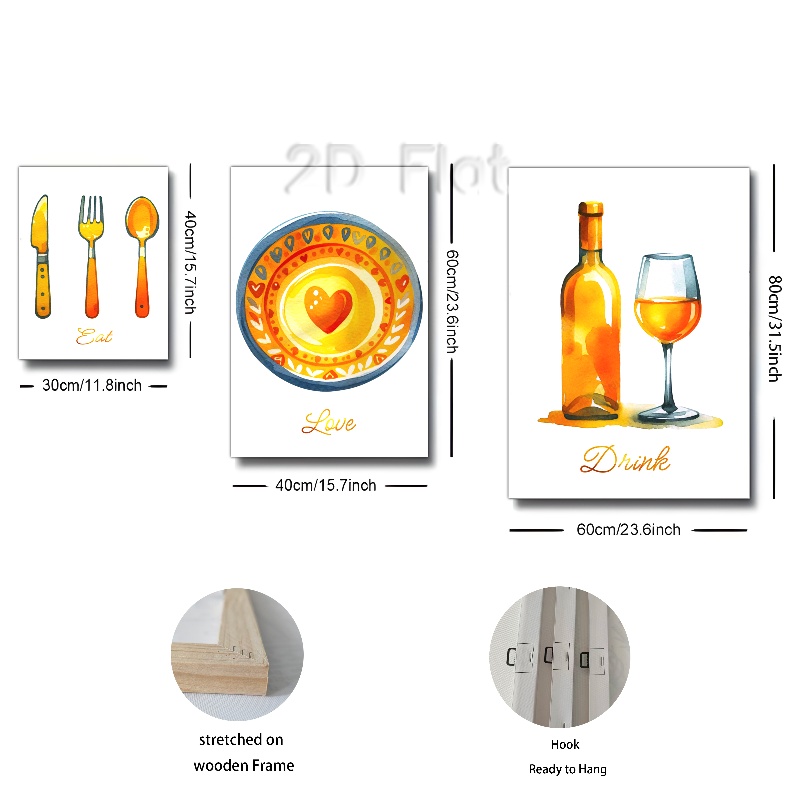 2D Flat
Eat
40cm/15.7inch
30cm/11.8inch
Love
60cm/23.6inch
40cm/15.7inch
Drink
80cm/31.5inch
60cm/23.6inch
stretched on
wooden Frame
Hook
Ready to Hang